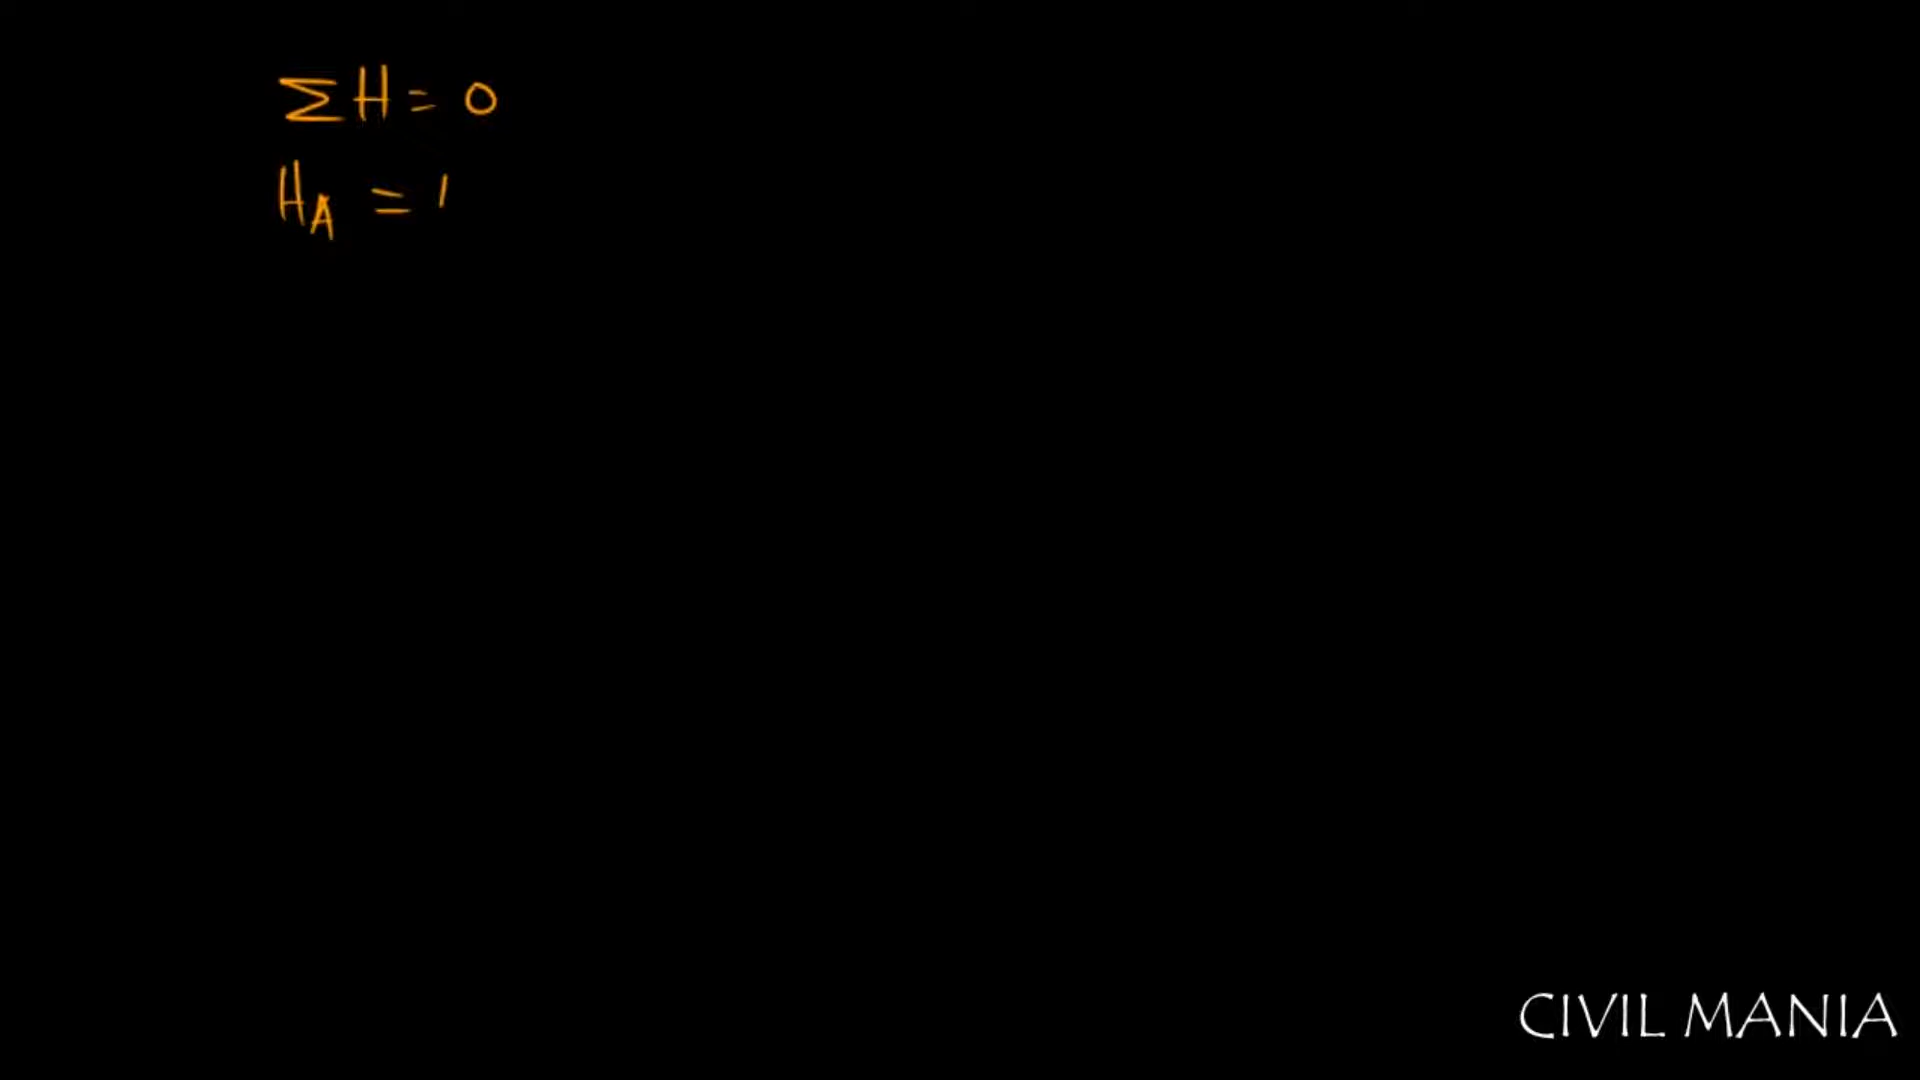 ΣH = 0
H_A = 1
CIVIL MANIA